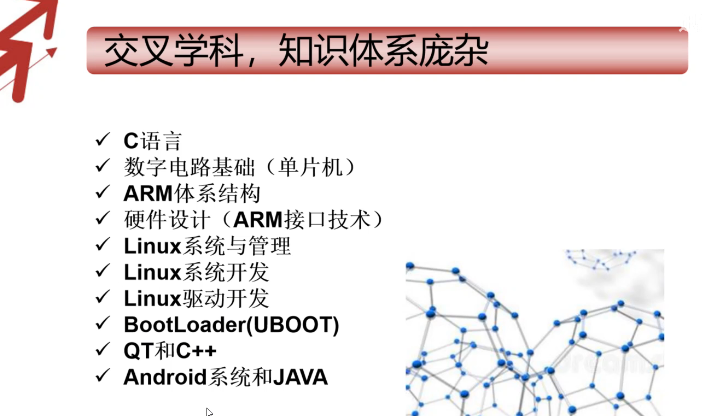 交叉学科，知识体系庞杂
✓ C语言
✓ 数字电路基础（单片机）
✓ ARM体系结构
✓ 硬件设计（ARM接口技术）
✓ Linux系统与管理
✓ Linux系统开发
✓ Linux驱动开发
✓ BootLoader(UBOOT)
✓ QT和C++
✓ Android系统和JAVA